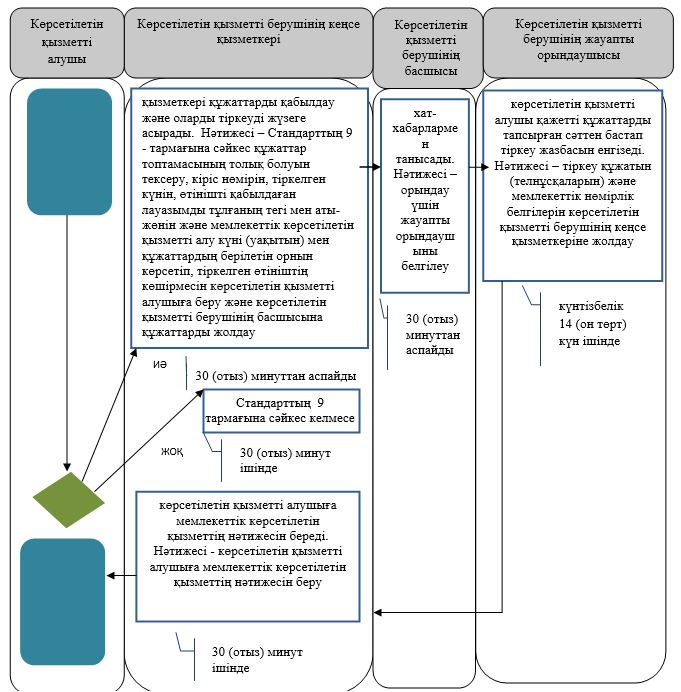 Көрсетілетін
қызметті
алушы
Көрсетілетін қызметті берушінің кеңсе
қызметкері
Көрсетілетін
қызметті
берушінің
басшысы
Көрсетілетін қызметті
берушінің жауапты
орындаушысы
қызметкері құжаттарды қабылдау
және оларды тіркеуді жүзеге
асырады. Нәтижесі – Стандарттың 9
- тармағына сәйкес құжаттар
топтамасының толық болуын
тексеру, кіріс нөмірін, тіркелген
күнін, өтінішті қабылдаған
лауазымды тұлғаның тегі мен аты-
жөнін және мемлекеттік көрсетілетін
қызметті алу күні (уақытын) мен
құжаттардың берілетін орнын
көрсетіп, тіркелген өтініштің
көшірмесін көрсетілетін қызметті
алушыға беру және көрсетілетін
қызметті берушінің басшысына
құжаттарды жолдау
хат-
хабарларме
н
танысады.
Нәтижесі –
орындау
үшін
жауапты
орындауш
ыны
белгілеу
көрсетілетін қызметті
алушы қажетті құжаттарды
тапсырған сәттен бастап
тіркеу жазбасын енгізеді.
Нәтижесі – тіркеу құжатын
(телнұсқаларын) және
мемлекеттік нөмірлік
белгілерін көрсетілетін
қызметті берушінің кеңсе
қызметкеріне жолдау
30 (отыз)
минуттан
аспайды
күнтізбелік
14 (он төрт)
күн ішінде
иә
30 (отыз) минуттан аспайды
Стандарттың 9
тармағына сәйкес келмесе
жоқ
30 (отыз) минут
ішінде
көрсетілетін қызметті алушыға
мемлекеттік көрсетілетін
қызметтің нәтижесін береді.
Нәтижесі - көрсетілетін қызметті
алушыға мемлекеттік көрсетілетін
қызметтің нәтижесін беру
30 (отыз) минут
ішінде